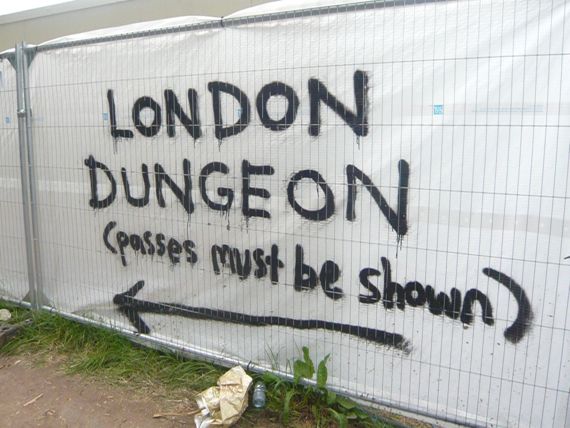 LONDON
DUNGEON
(passes must be shown)